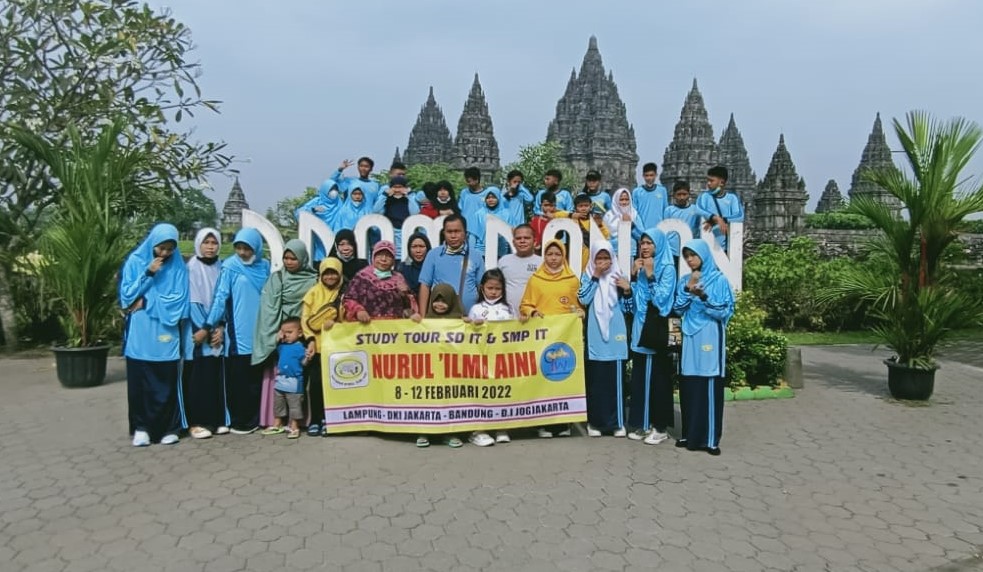 STUDY TOUR SD IT & SMP IT
NURUL 'ILMI AINI
8 - 12 FEBRUARI 2022
LAMPUNG - DKI JAKARTA - BANDUNG - D.I JOGJAKARTA